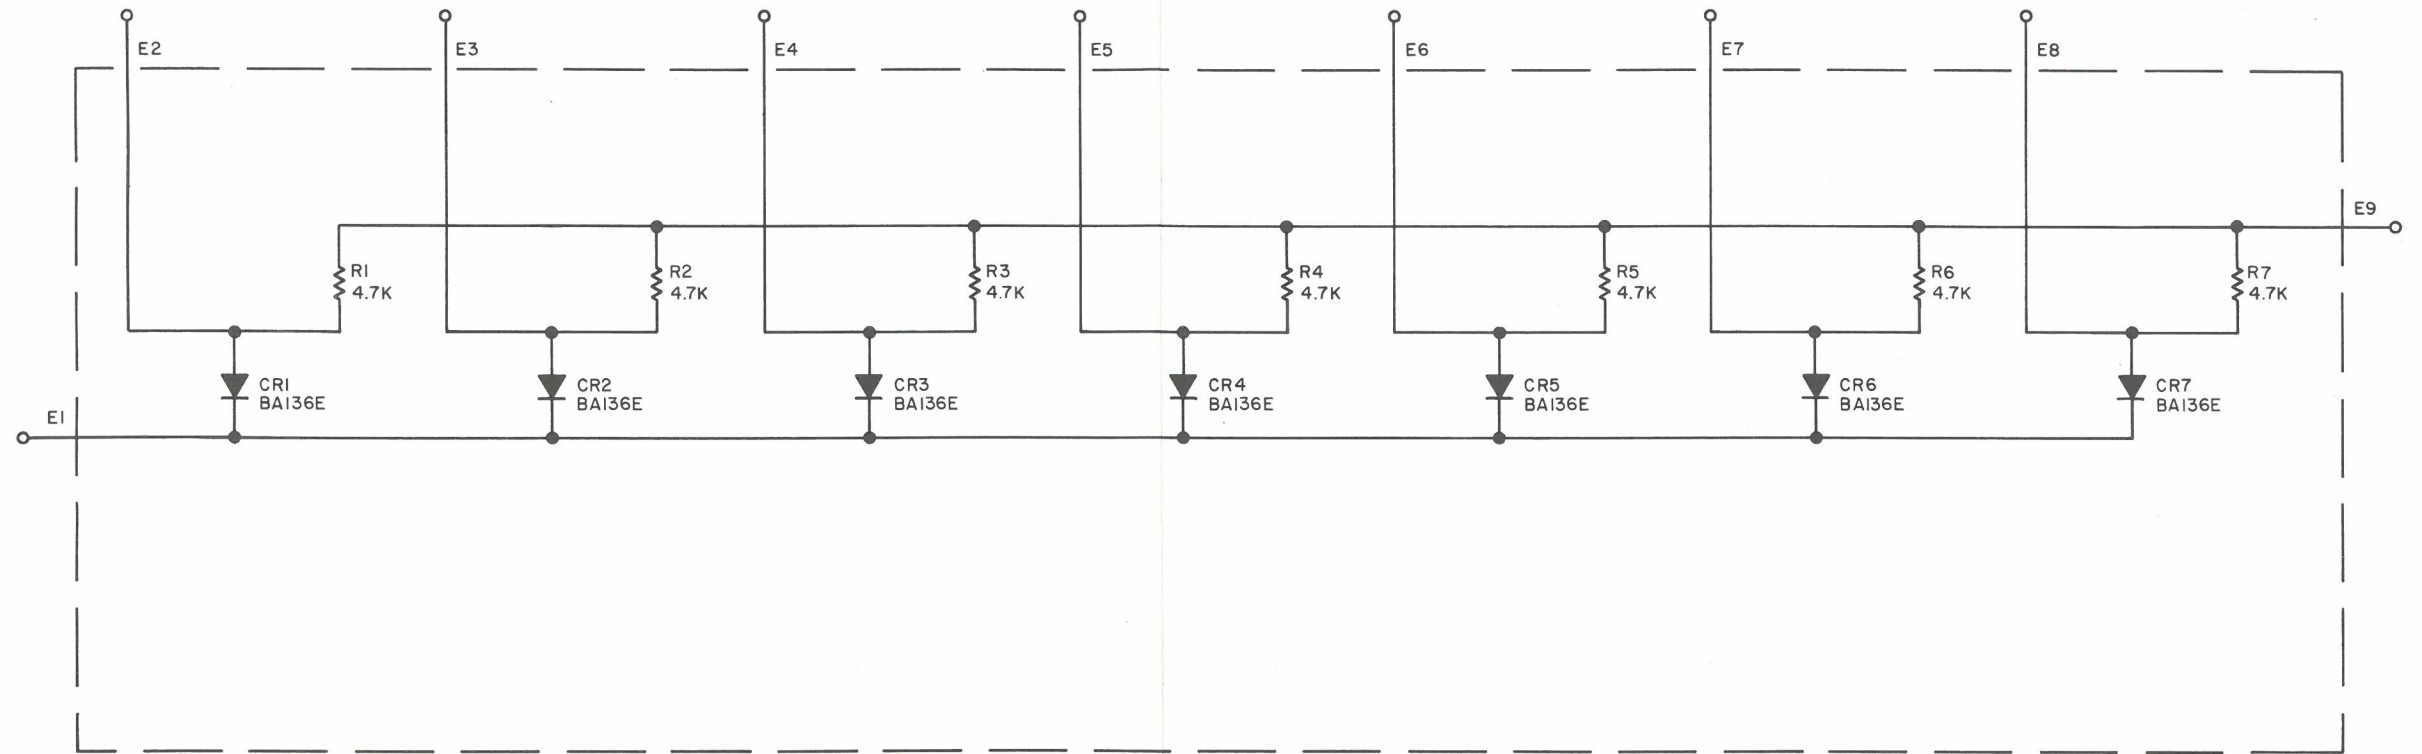 E2
E3
E4
E5
E6
E7
E8
E9
R1
4.7K
R2
4.7K
R3
4.7K
R4
4.7K
R5
4.7K
R6
4.7K
R7
4.7K
CR1
BA136E
CR2
BA136E
CR3
BA136E
CR4
BA136E
CR5
BA136E
CR6
BA136E
CR7
BA136E
E1